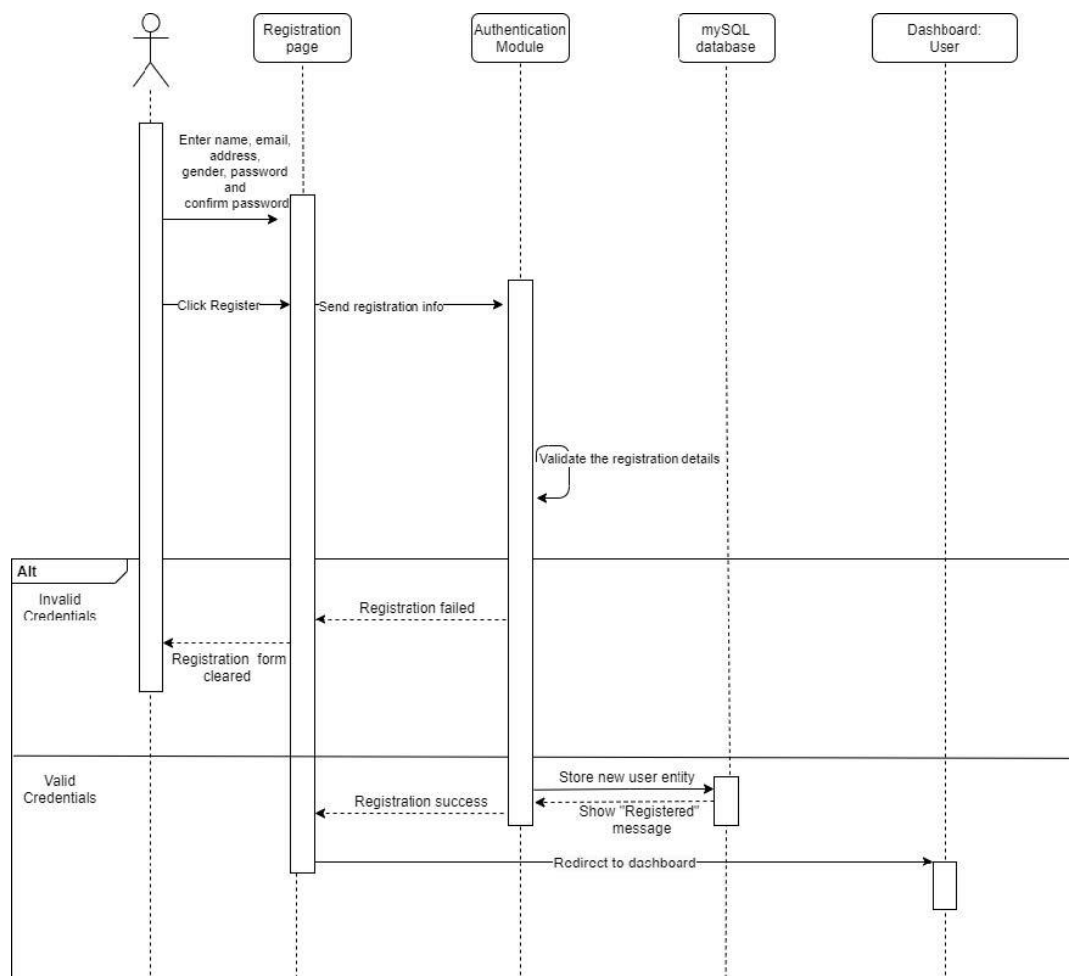 Registration
page
Authentication
Module
mySQL
database
Dashboard:
User
Enter name, email,
address,
gender, password
and
confirm password
Click Register
Send registration info
Validate the registration details
Alt
Invalid
Credentials
Registration failed
Registration form
cleared
Valid
Credentials
Store new user entity
Registration success
Show "Registered"
message
Redirect to dashboard